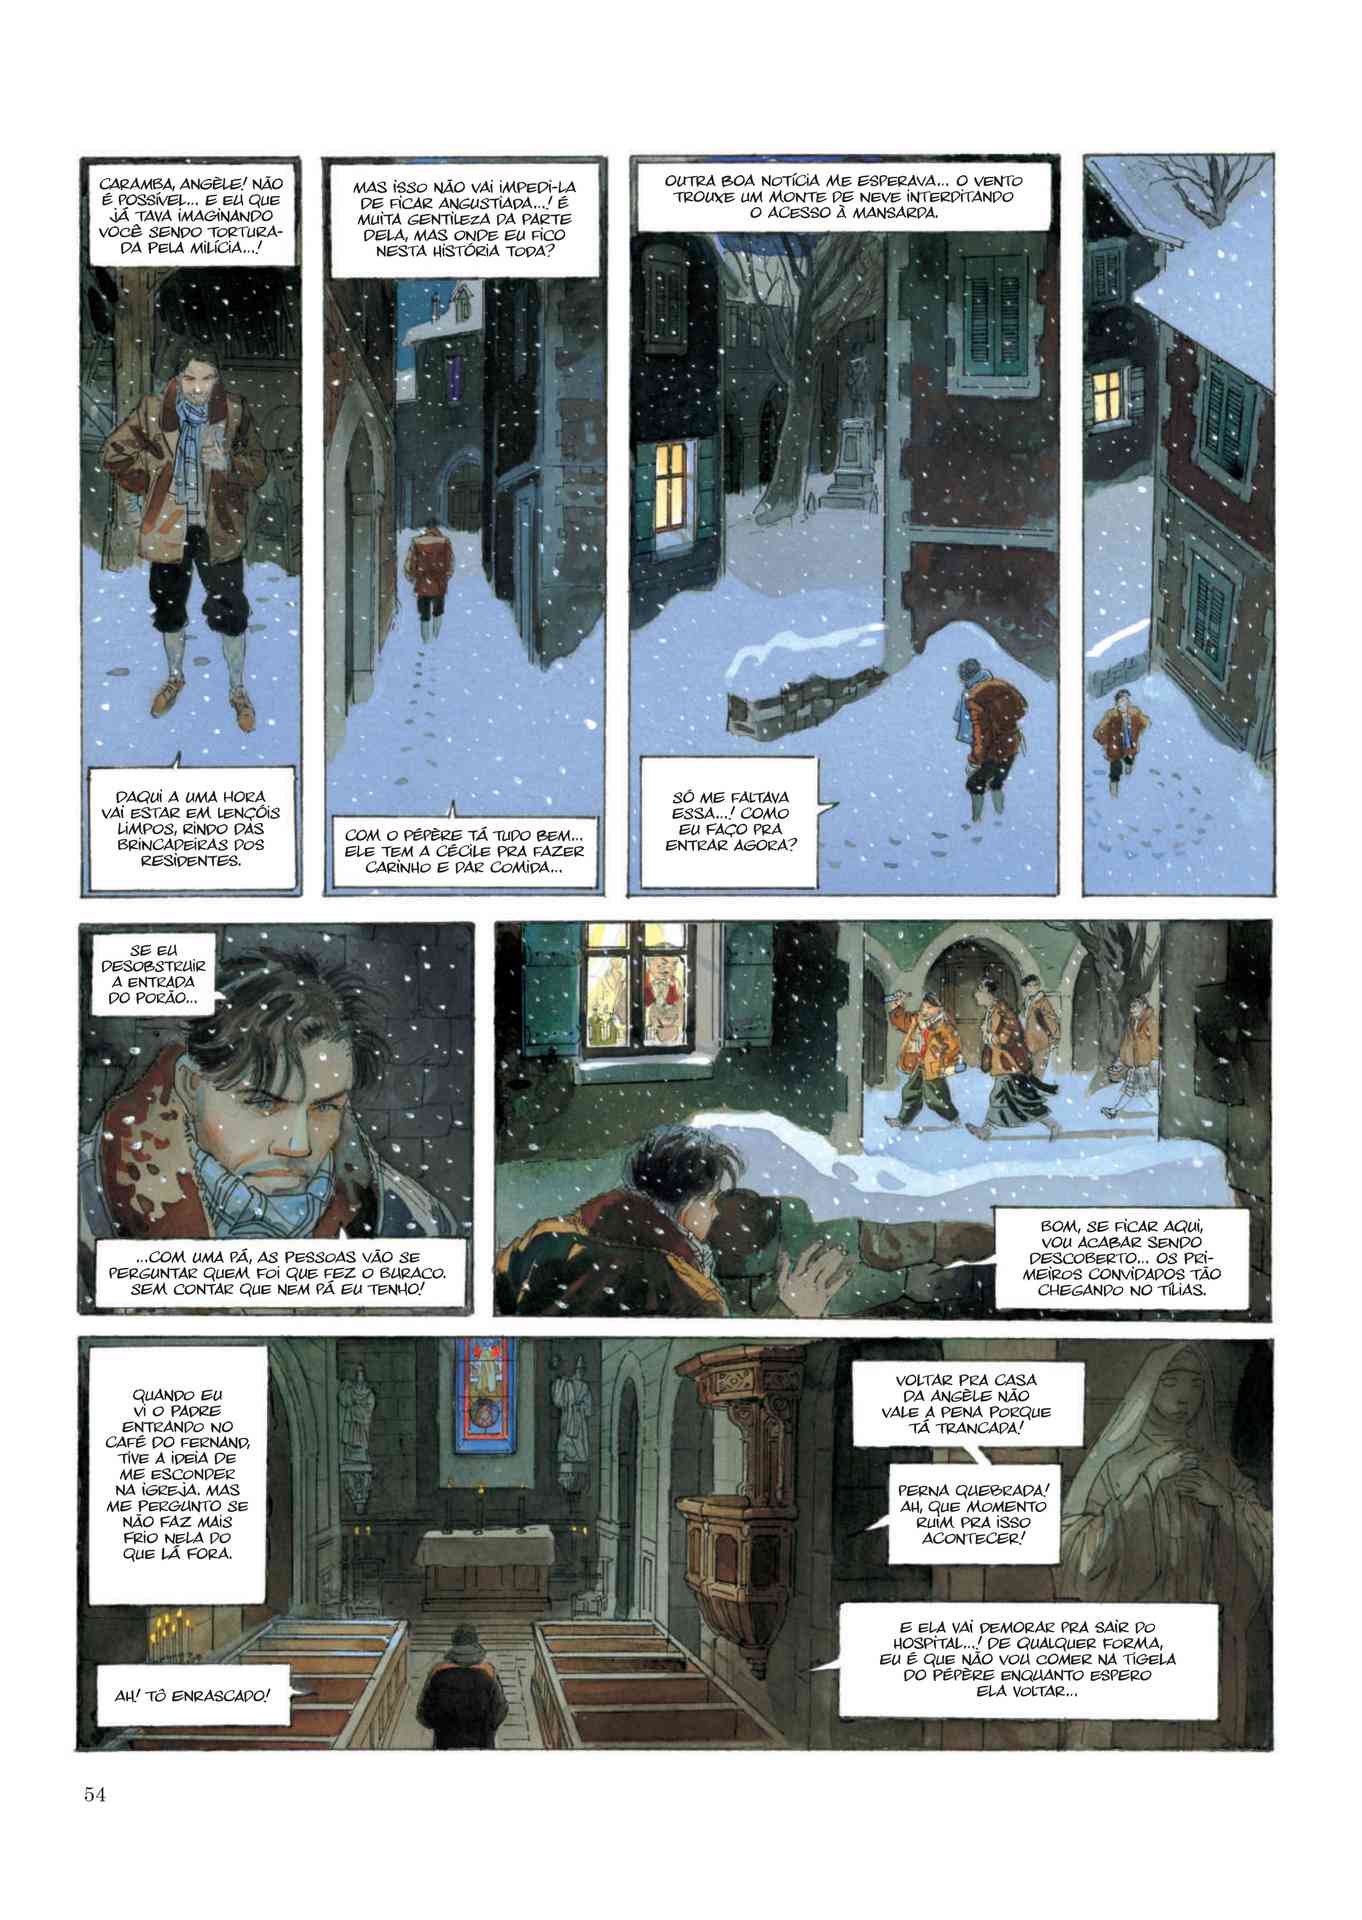 CARAMBA, ANGÈLE! NÃO
É POSSÍVEL... E EU QUE
JÁ TAVA IMAGINANDO
VOCÊ SENDO TORTURA-
DA PELA MILÍCIA...!
DAQUI A UMA HORA
VAI ESTAR EM LENÇÓIS
LIMPOS, RINDO DAS
BRINCADEIRAS DOS
RESIDENTES.
MAS ISSO NÃO VAI IMPEDI-LA
DE FICAR ANGUSTIADA...! É
MUITA GENTILEZA DA PARTE
DELA, MAS ONDE EU FICO
NESTA HISTÓRIA TODA?
COM O PÉPÈRE TÁ TUDO BEM...
ELE TEM A CÉCILE PRA FAZER
CARINHO E DAR COMIDA...
OUTRA BOA NOTÍCIA ME ESPERAVA... O VENTO
TROUXE UM MONTE DE NEVE INTERDITANDO
O ACESSO À MANSARDA.
SÓ ME FALTAVA
ESSA...! COMO
EU FAÇO PRA
ENTRAR AGORA?
SE EU
DESOBSTRUIR
A ENTRADA
DO PORÃO...
...COM UMA PÁ, AS PESSOAS VÃO SE
PERGUNTAR QUEM FOI QUE FEZ O BURACO.
SEM CONTAR QUE NEM PÁ EU TENHO!
BOM, SE FICAR AQUI,
VOU ACABAR SENDO
DESCOBERTO... OS PRI-
MEIROS CONVIDADOS TÃO
CHEGANDO NO TÍLIAS.
QUANDO EU
VI O PADRE
ENTRANDO NO
CAFÉ DO FERNAND,
TIVE A IDEIA DE
ME ESCONDER
NA IGREJA. MAS
ME PERGUNTO SE
NÃO FAZ MAIS
FRIO NELA DO
QUE LÁ FORA.
AH! TÔ ENRASCADO!
VOLTAR PRA CASA
DA ANGÈLE NÃO
VALE A PENA PORQUE
TÁ TRANCADA!
PERNA QUEBRADA!
AH, QUE MOMENTO
RUIM PRA ISSO
ACONTECER!
E ELA VAI DEMORAR PRA SAIR DO
HOSPITAL...! DE QUALQUER FORMA,
EU É QUE NÃO VOU COMER NA TIGELA
DO PÉPÈRE ENQUANTO ESPERO
ELA VOLTAR...
54